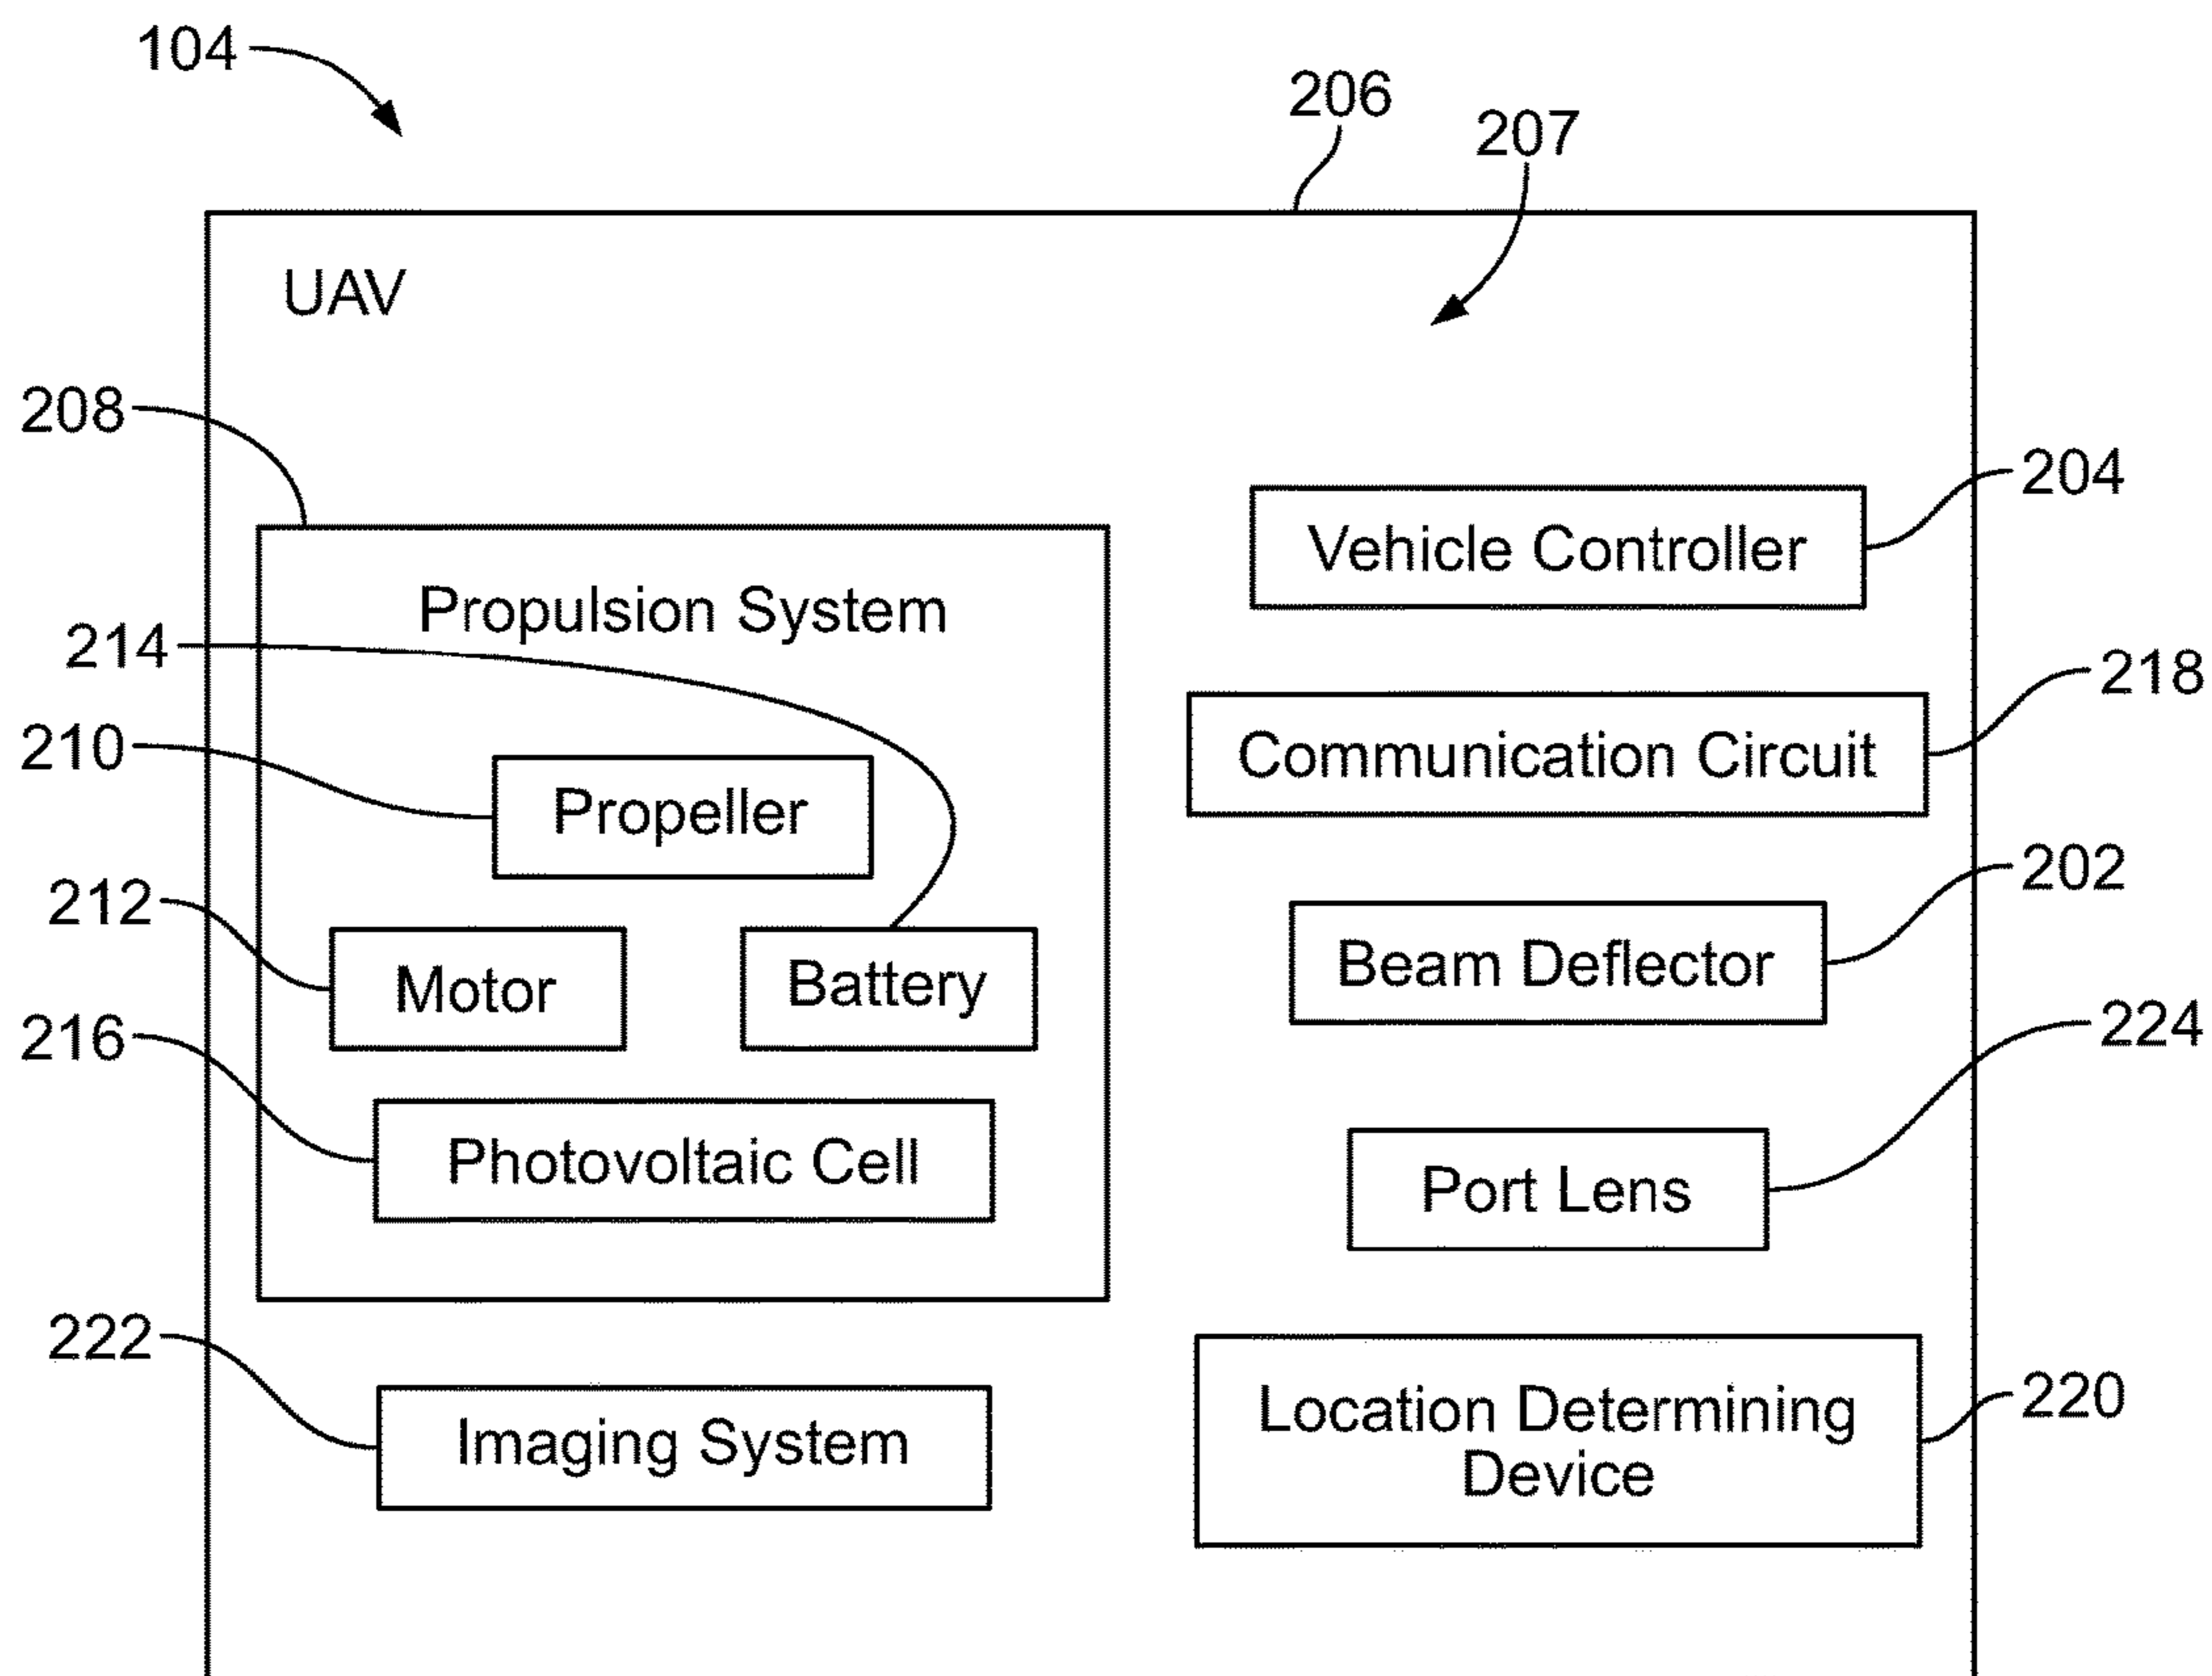 104
206
207
UAV
208
204
Vehicle Controller
Propulsion System
214
218
210
Communication Circuit
Propeller
202
212
Beam Deflector
Motor
Battery
216
224
Photovoltaic Cell
Port Lens
222
220
Imaging System
Location Determining
Device